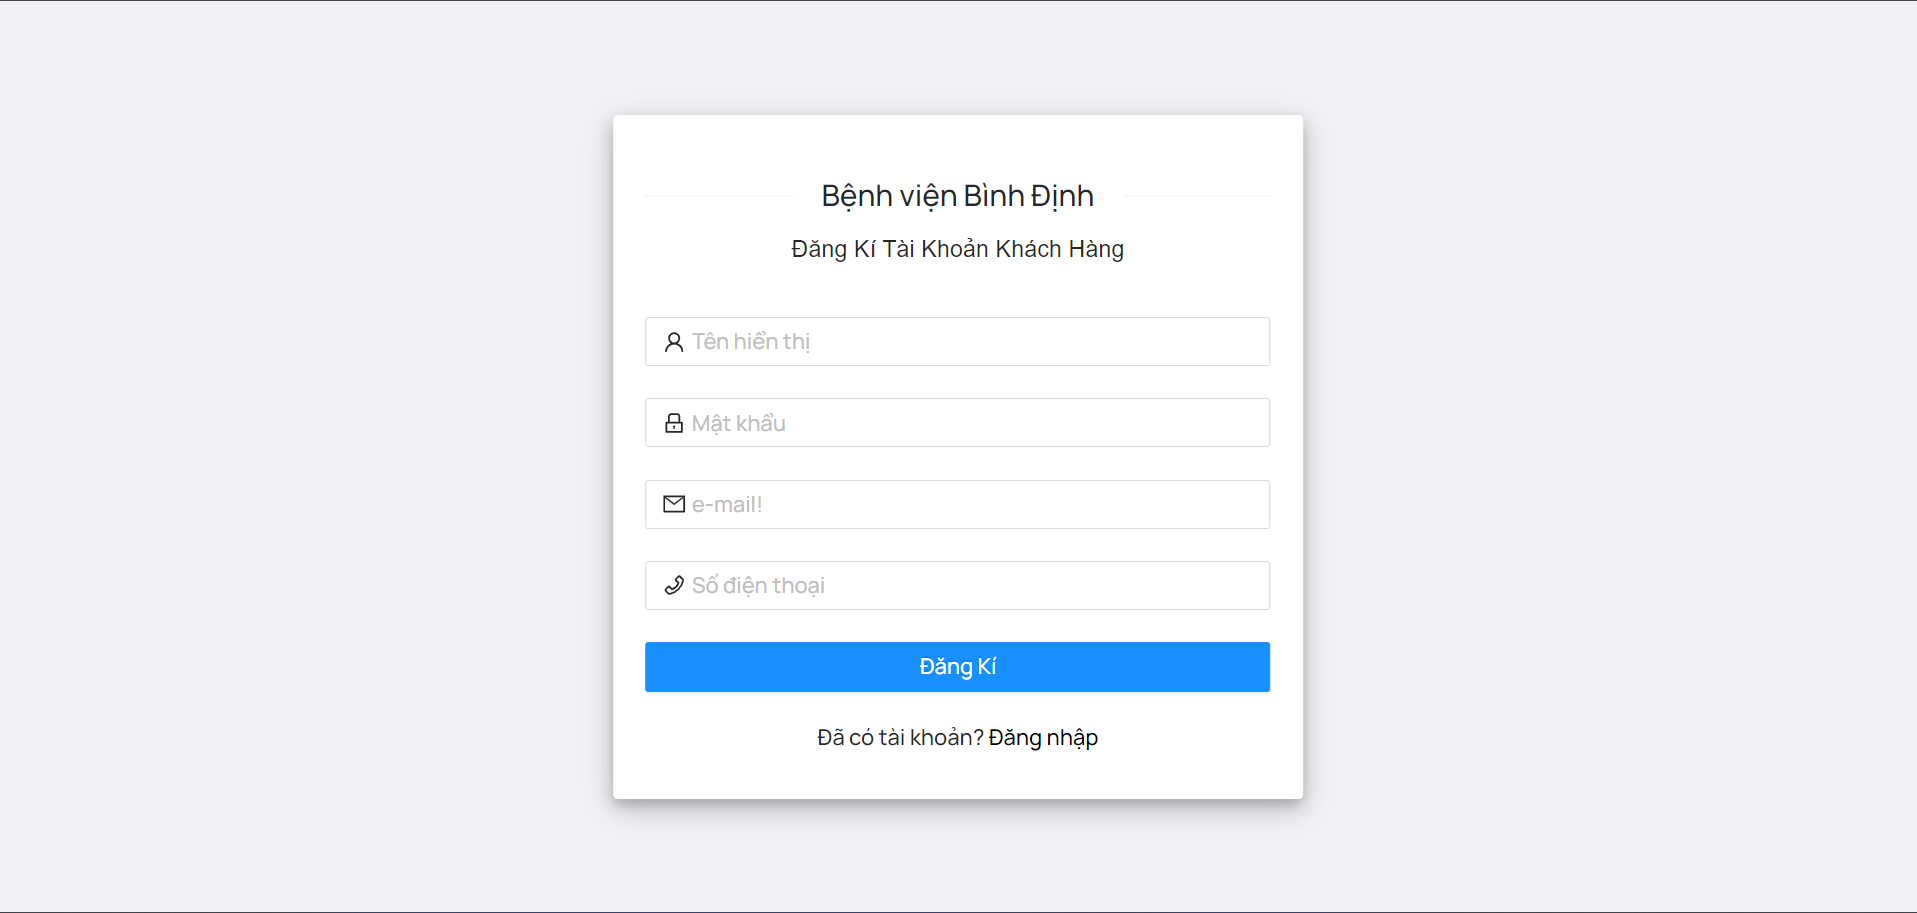 Bệnh viện Bình Định
Đăng Kí Tài Khoản Khách Hàng
Tên hiển thị
Mật khẩu
e-mail!
Số điện thoại
Đăng Kí
Đã có tài khoản? Đăng nhập